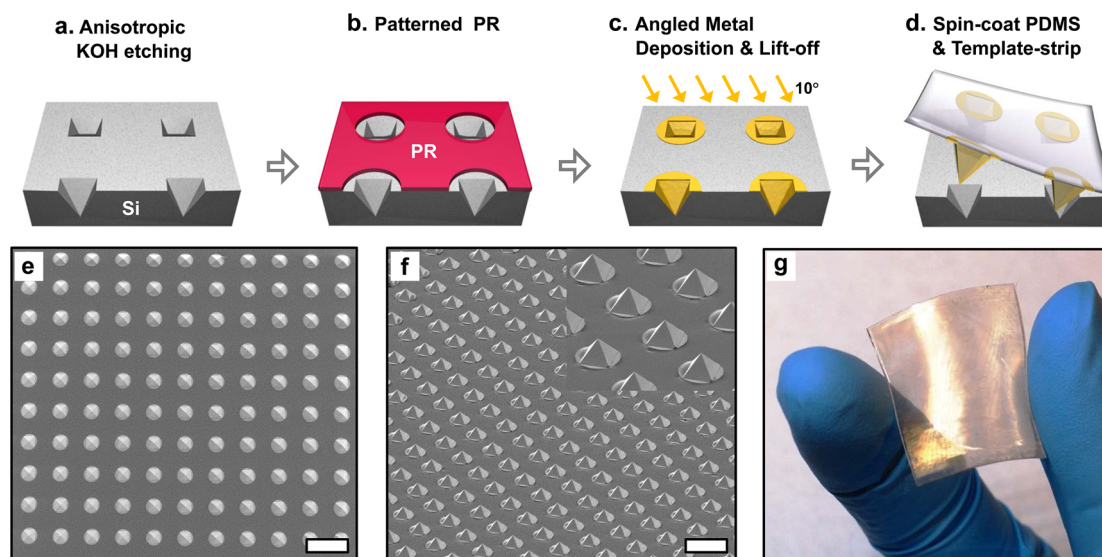 a. Anisotropic
KOH etching
b. Patterned PR
c. Angled Metal
Deposition & Lift-off
d. Spin-coat PDMS
& Template-strip
10°
PR
Si
e
f
g